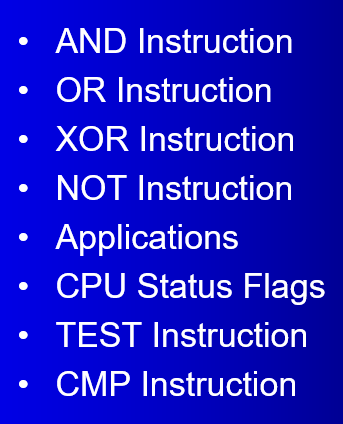 • AND Instruction
• OR Instruction
• XOR Instruction
• NOT Instruction
• Applications
• CPU Status Flags
• TEST Instruction
• CMP Instruction